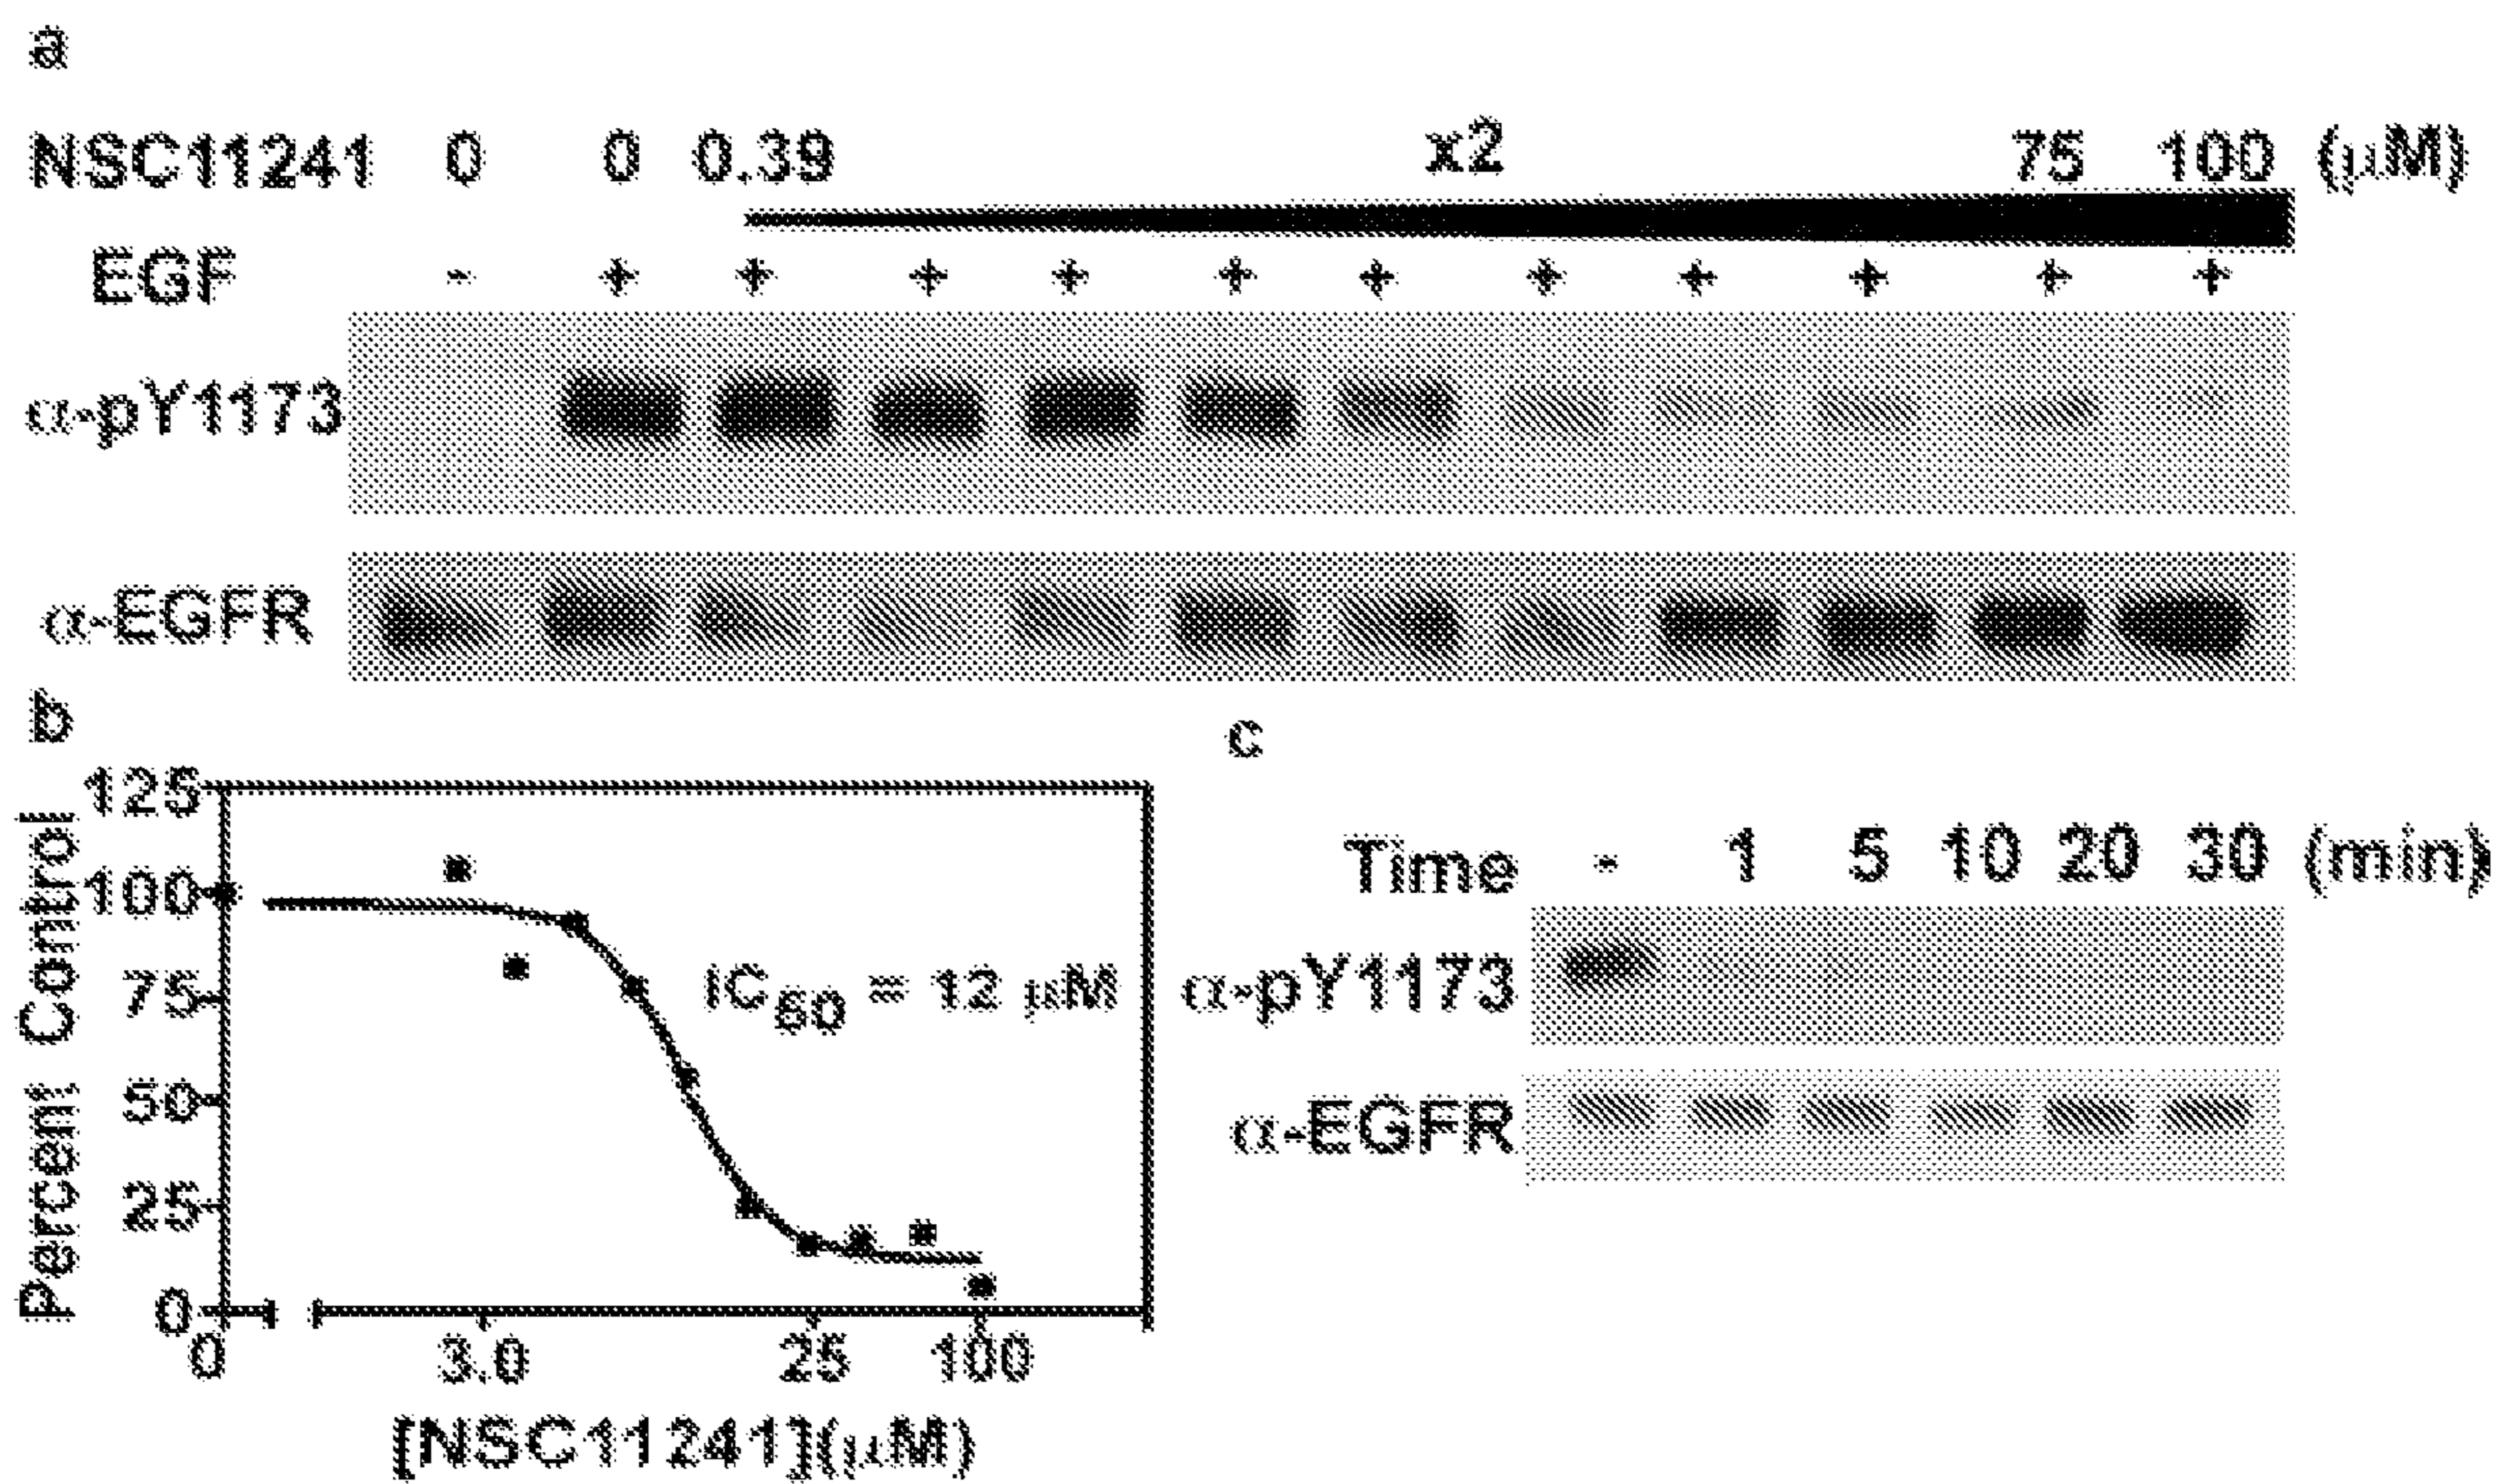 a
NSC11241 0 0 0.39 x2 75 100 (μM)
EGF - + + + + + + + + + + +
α-pY1173
α-EGFR
b
125
100
75
50
25
0
Percent Control
IC50 = 12 μM
0 3.0 25 100
[NSC11241](μM)
c
Time - 1 5 10 20 30 (min)
α-pY1173
α-EGFR